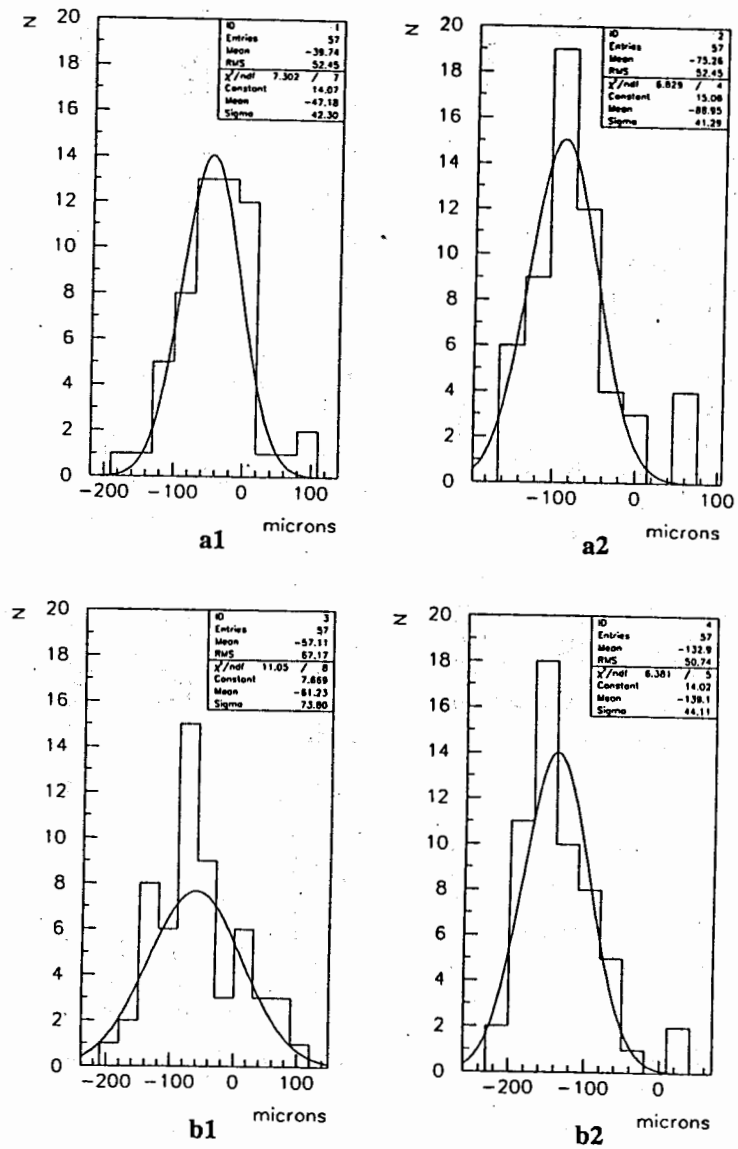 N
20
18
16
14
12
10
8
6
4
2
0
-200 -100 0 100
microns
ID 1
Entries 57
Mean -39.74
RMS 52.45
χ²/ndf 7.302 / 7
Constant 14.07
Mean -47.18
Sigma 42.30
a1
N
20
18
16
14
12
10
8
6
4
2
0
-100 0 100
microns
ID 2
Entries 57
Mean -75.26
RMS 52.45
χ²/ndf 6.829 / 4
Constant 15.06
Mean -88.95
Sigma 41.29
a2
N
20
18
16
14
12
10
8
6
4
2
0
-200 -100 0 100
microns
ID 3
Entries 57
Mean -57.11
RMS 67.17
χ²/ndf 11.05 / 8
Constant 7.669
Mean -61.23
Sigma 73.80
b1
N
20
18
16
14
12
10
8
6
4
2
0
-200 -100 0
microns
ID 4
Entries 57
Mean -132.9
RMS 50.74
χ²/ndf 6.381 / 5
Constant 14.02
Mean -139.1
Sigma 44.11
b2